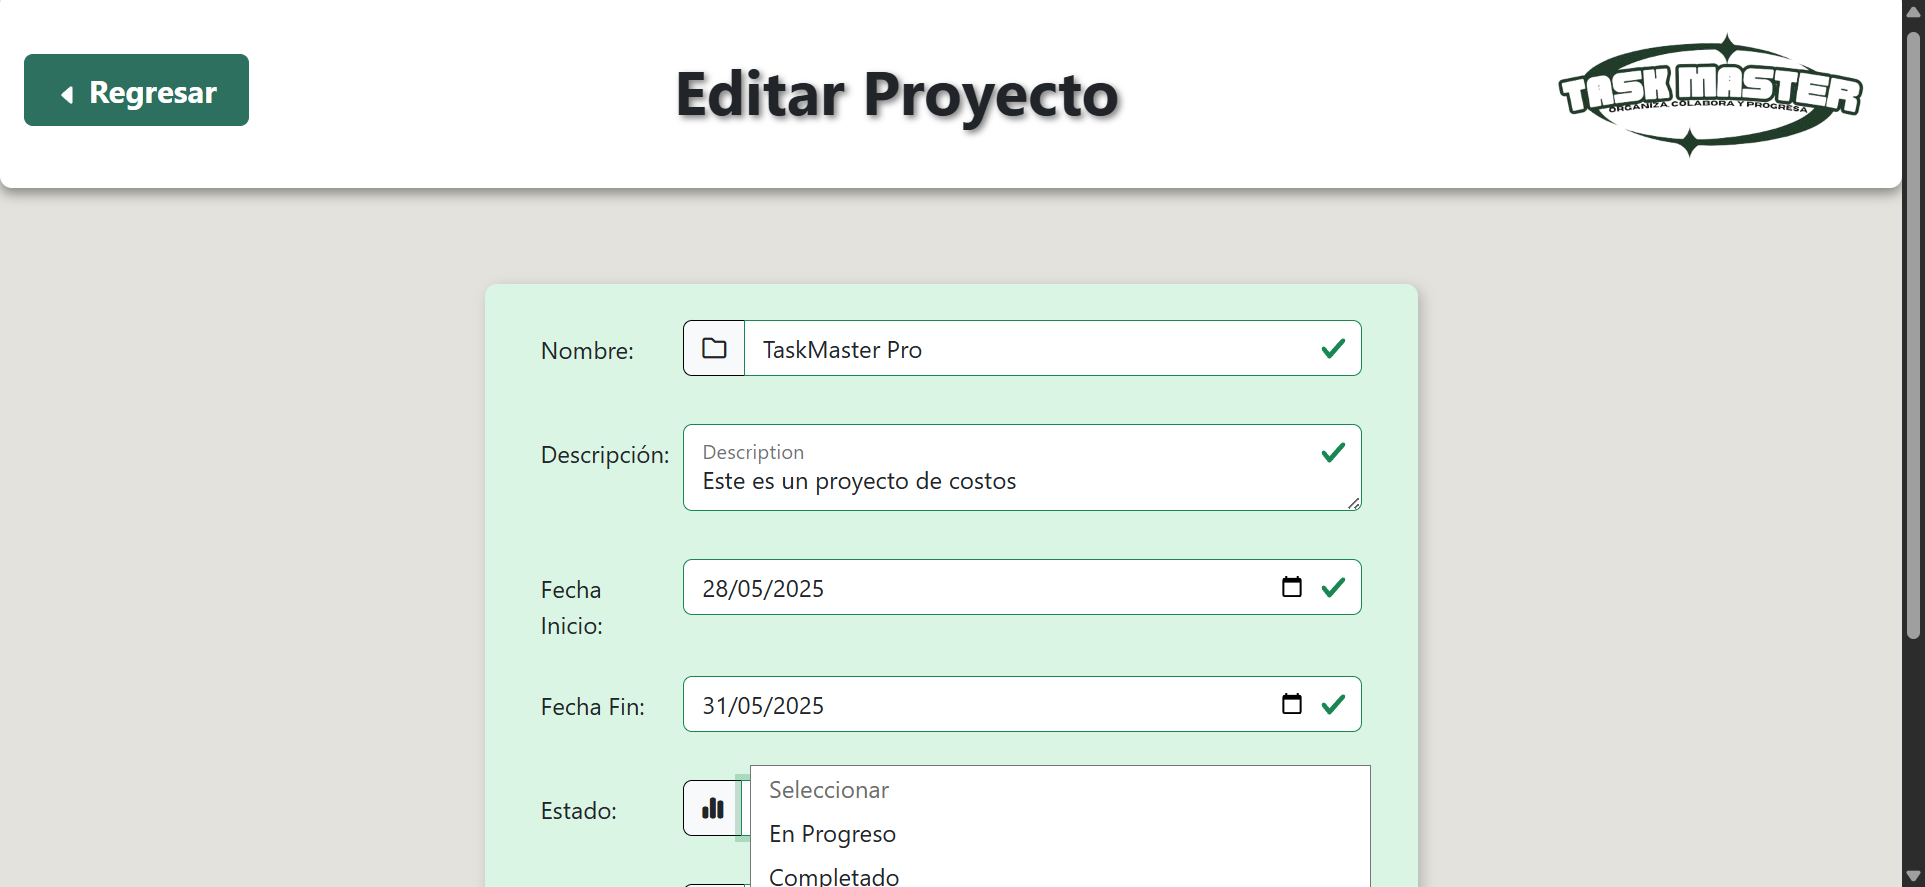 Regresar
Editar Proyecto
TASK MASTER
ORGANIZA, COLABORA Y PROGRESA
Nombre:
TaskMaster Pro
Descripción:
Description
Este es un proyecto de costos
Fecha
Inicio:
28/05/2025
Fecha Fin:
31/05/2025
Estado:
Seleccionar
En Progreso
Completado